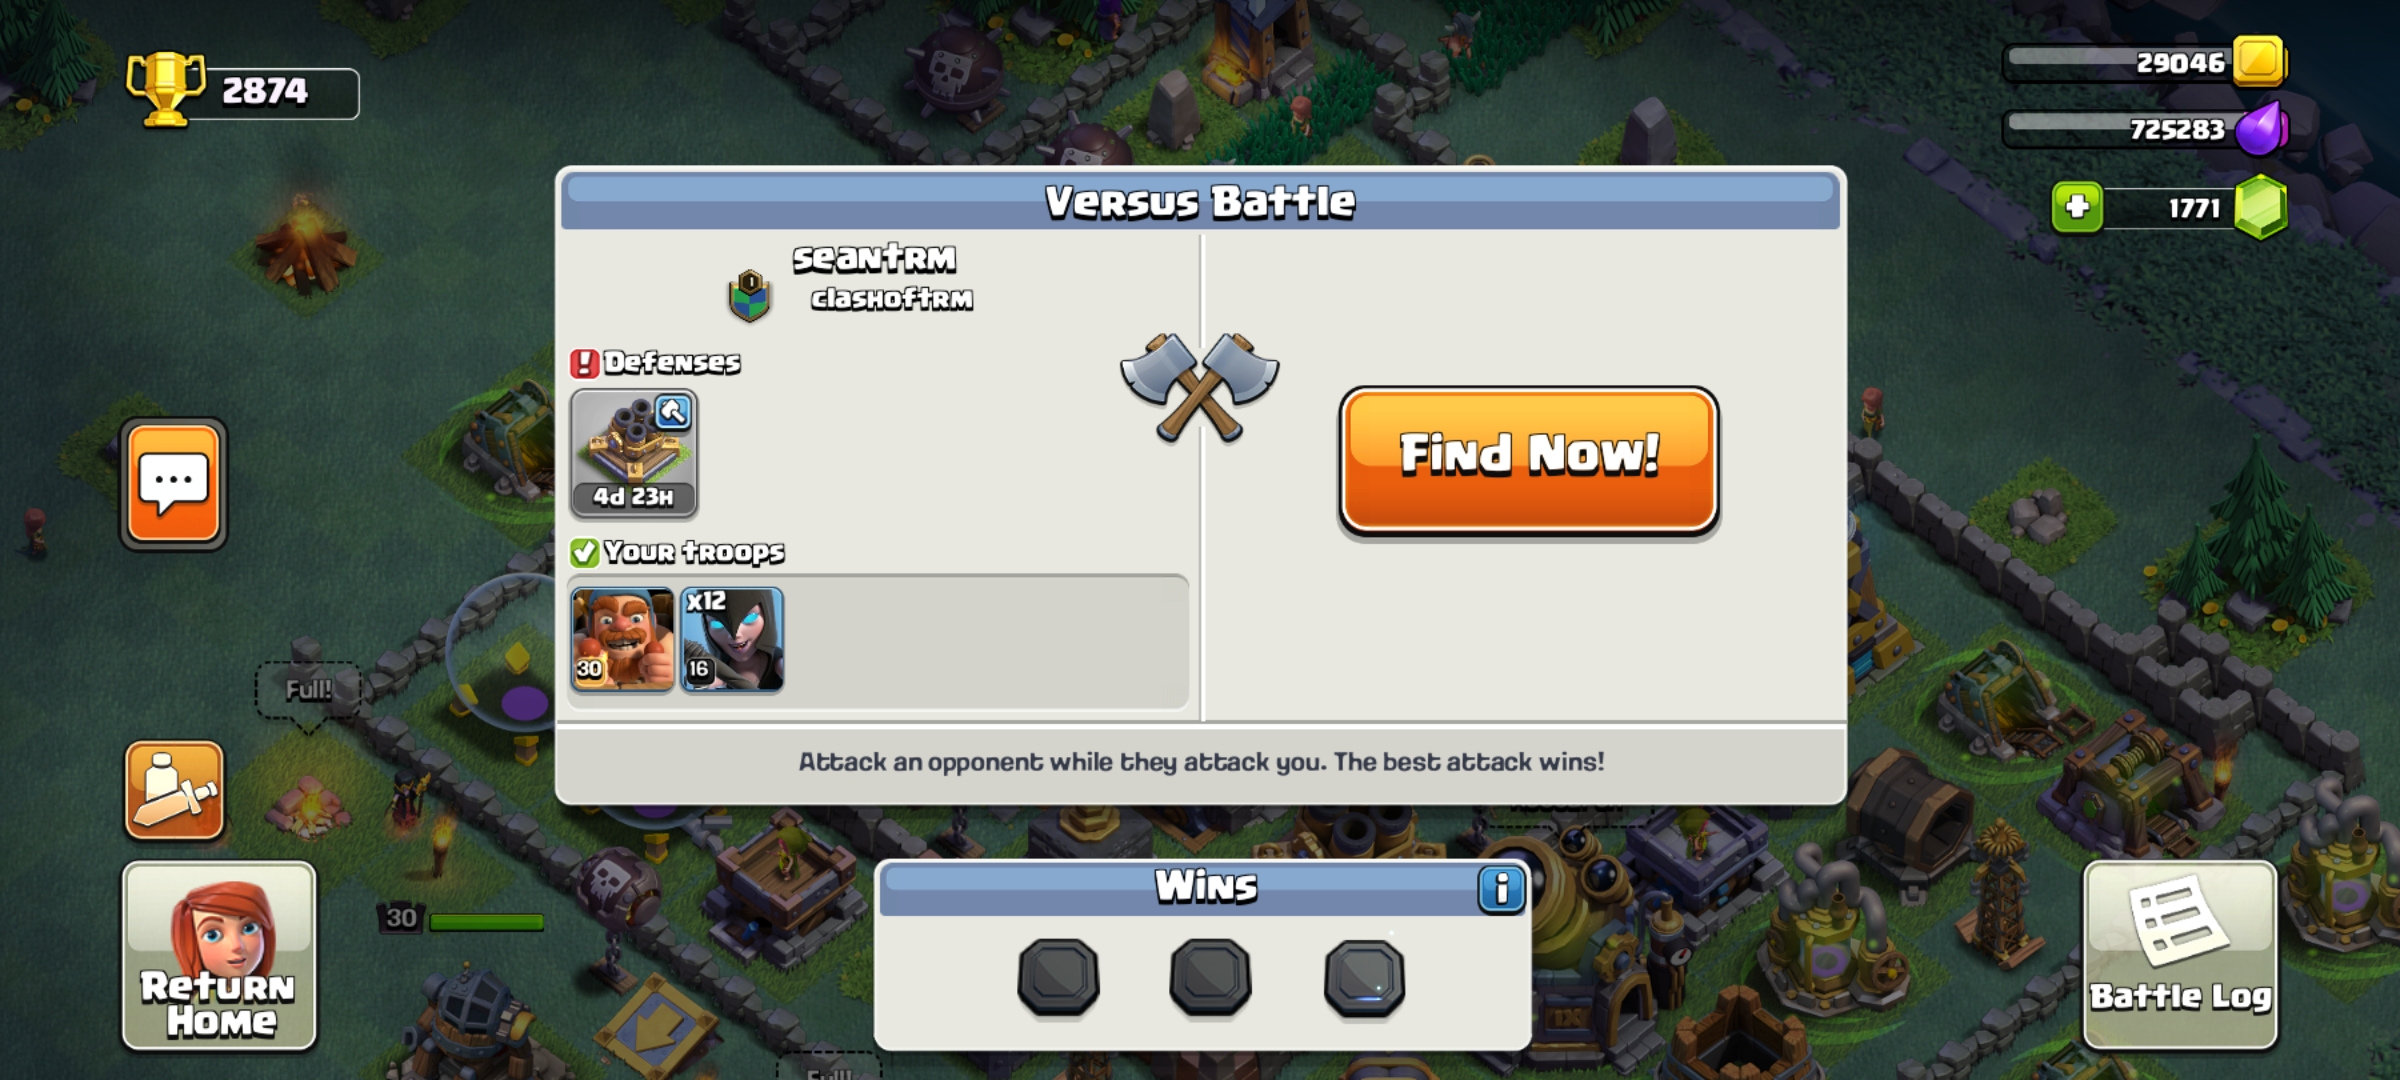 2874
29046
725283
1771
Versus Battle
seantrm
clashoftrm
Defenses
4d 23H
Your troops
30
x12
16
Find Now!
Attack an opponent while they attack you. The best attack wins!
Full!
Wins
30
Return
Home
Battle Log